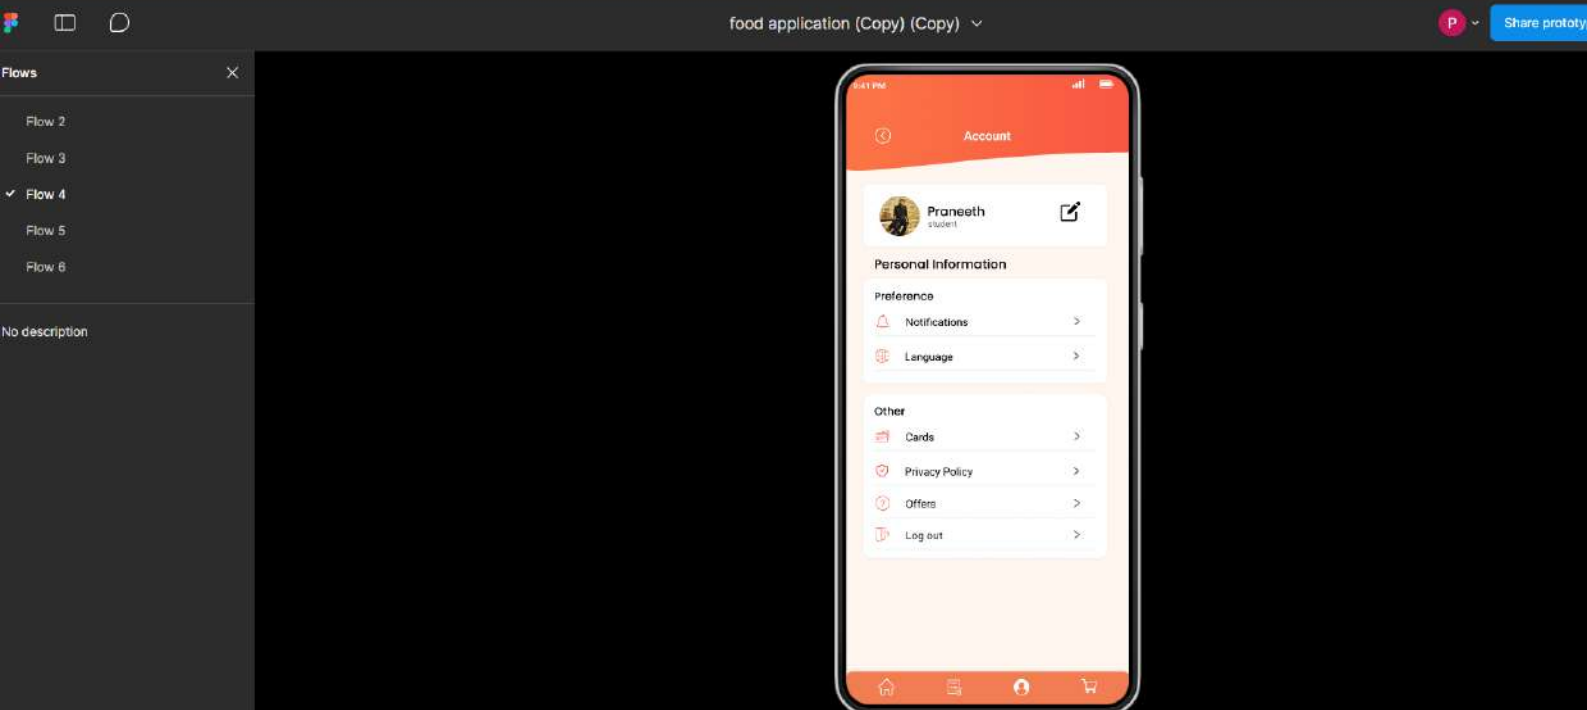 food application (Copy) (Copy)
P
Share prototy
Flows
Flow 2
Flow 3
Flow 4
Flow 5
Flow 6
No description
9:41 PM
Account
Praneeth
student
Personal Information
Preference
Notifications
Language
Other
Cards
Privacy Policy
Offers
Log out